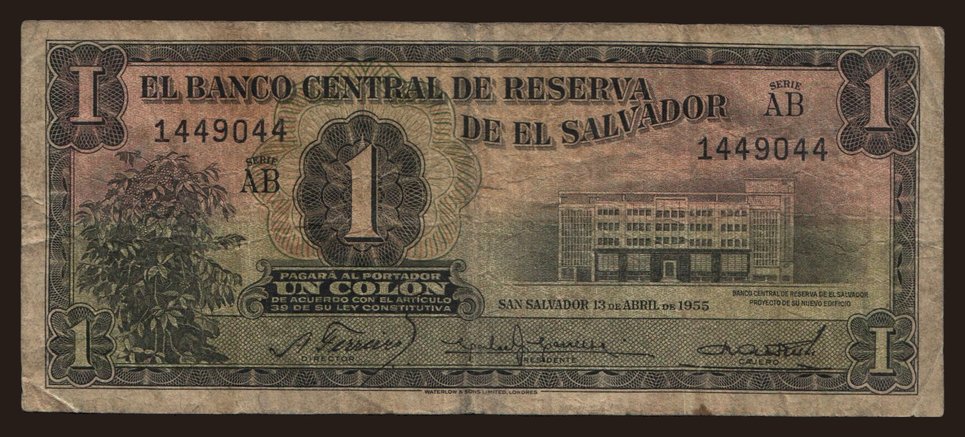 I
1
EL BANCO CENTRAL DE RESERVA
DE EL SALVADOR
SERIE
AB
1449044
1449044
SERIE
AB
1
PAGARÁ AL PORTADOR
UN COLÓN
DE ACUERDO CON EL ARTÍCULO
39 DE SU LEY CONSTITUTIVA
BANCO CENTRAL DE RESERVA DE EL SALVADOR
PROYECTO DE SU NUEVO EDIFICIO
SAN SALVADOR 13 DE ABRIL DE 1955
1
I
DIRECTOR
PRESIDENTE
CAJERO
WATERLOW & SONS LIMITED, LONDRES